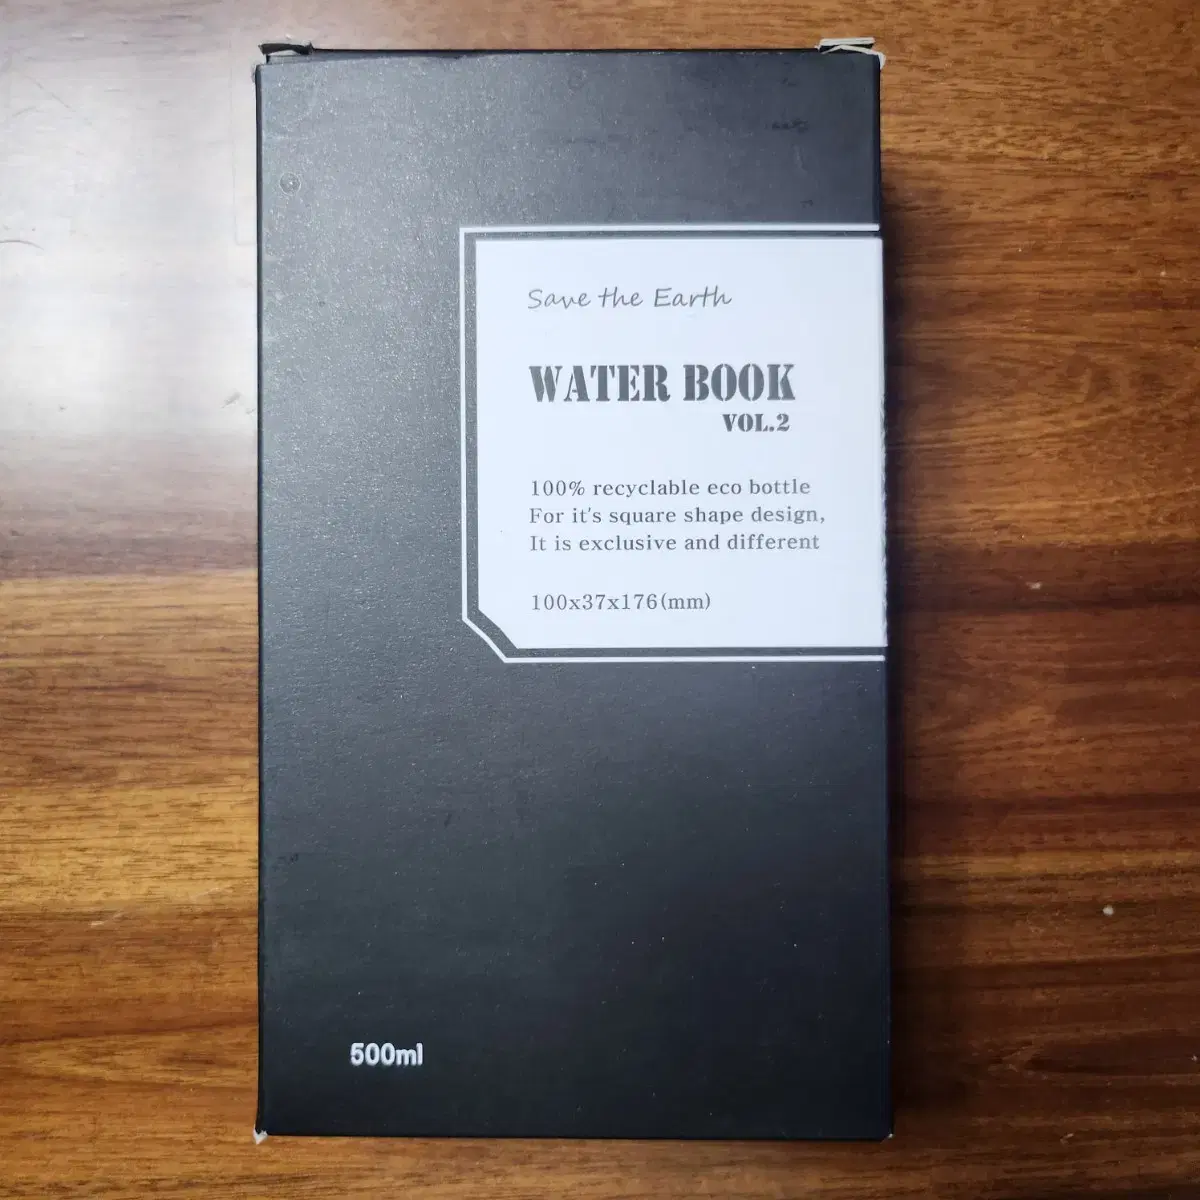 Save the Earth
WATER BOOK
VOL.2
100% recyclable eco bottle
For it's square shape design,
It is exclusive and different
100x37x176(mm)
500ml